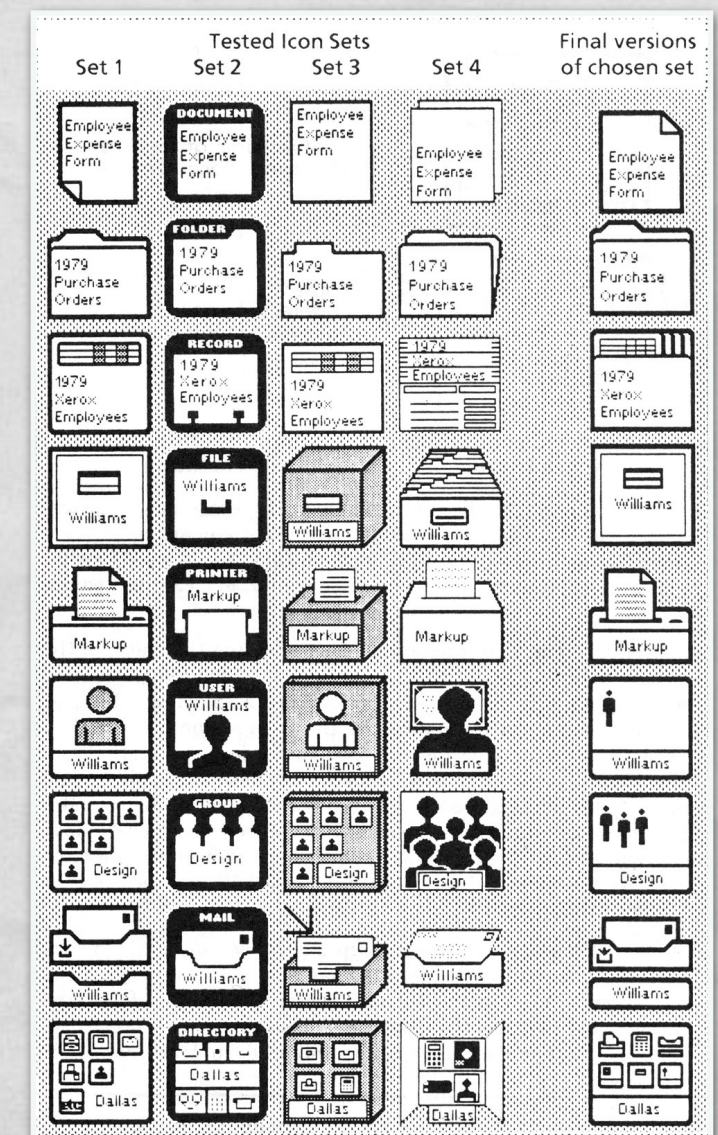 Tested Icon Sets
Final versions
of chosen set
Set 1
Set 2
Set 3
Set 4
Employee
Expense
Form
DOCUMENT
Employee
Expense
Form
Employee
Expense
Form
Employee
Expense
Form
Employee
Expense
Form
1979
Purchase
Orders
FOLDER
1979
Purchase
Orders
1979
Purchase
Orders
1979
Purchase
Orders
1979
Purchase
Orders
1979
Xerox
Employees
RECORD
1979
Xerox
Employees
1979
Xerox
Employees
1979
Xerox
Employees
1979
Xerox
Employees
Williams
FILE
Williams
Williams
Williams
Williams
Markup
PRINTER
Markup
Markup
Markup
Markup
Williams
USER
Williams
Williams
Williams
Williams
Design
GROUP
Design
Design
Design
Design
Williams
MAIL
Williams
Williams
Williams
Williams
etc
Dallas
DIRECTORY
Dallas
Dallas
Dallas
Dallas